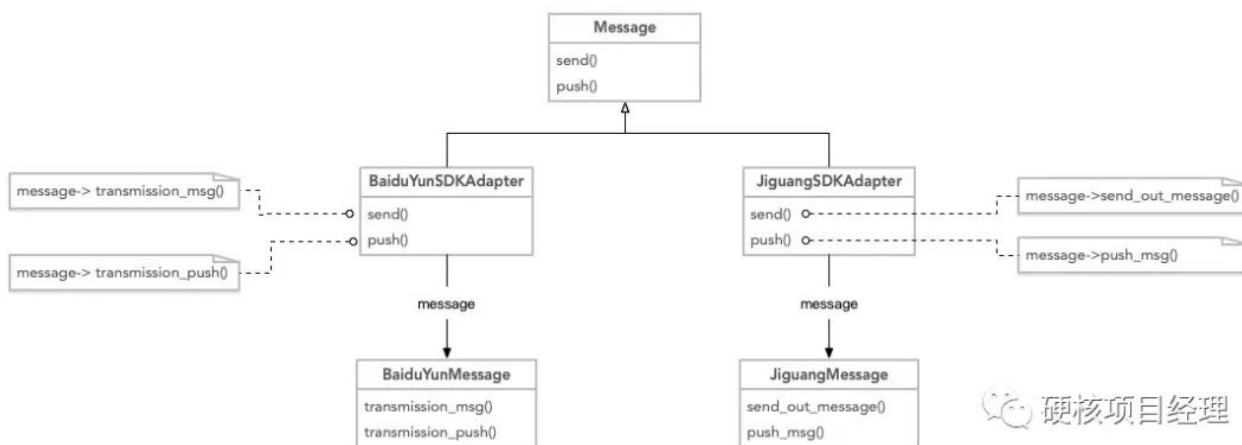 Message
send()
push()
BaiduYunSDKAdapter
send()
push()
JiguangSDKAdapter
send()
push()
message-> transmission_msg()
message-> transmission_push()
message->send_out_message()
message->push_msg()
message
message
BaiduYunMessage
transmission_msg()
transmission_push()
JiguangMessage
send_out_message()
push_msg()
硬核项目经理